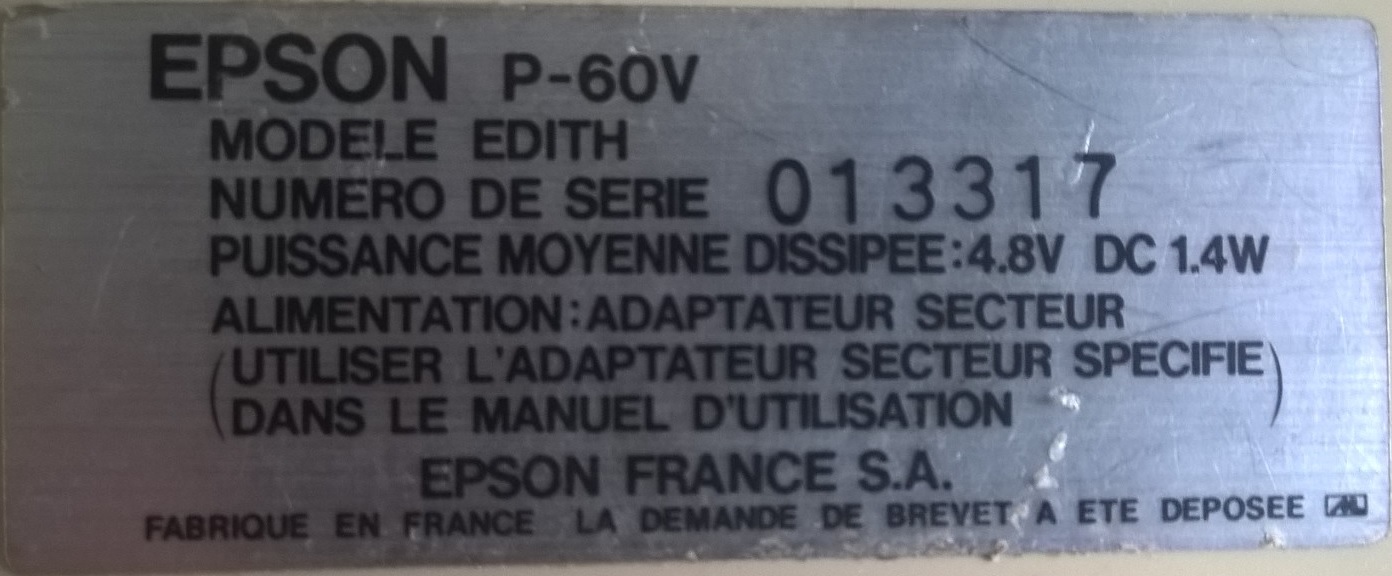 EPSON P-60V
MODELE EDITH
NUMERO DE SERIE 013317
PUISSANCE MOYENNE DISSIPEE:4.8V DC 1.4W
ALIMENTATION:ADAPTATEUR SECTEUR
(UTILISER L'ADAPTATEUR SECTEUR SPECIFIE
DANS LE MANUEL D'UTILISATION)
EPSON FRANCE S.A.
FABRIQUE EN FRANCE LA DEMANDE DE BREVET A ETE DEPOSEE